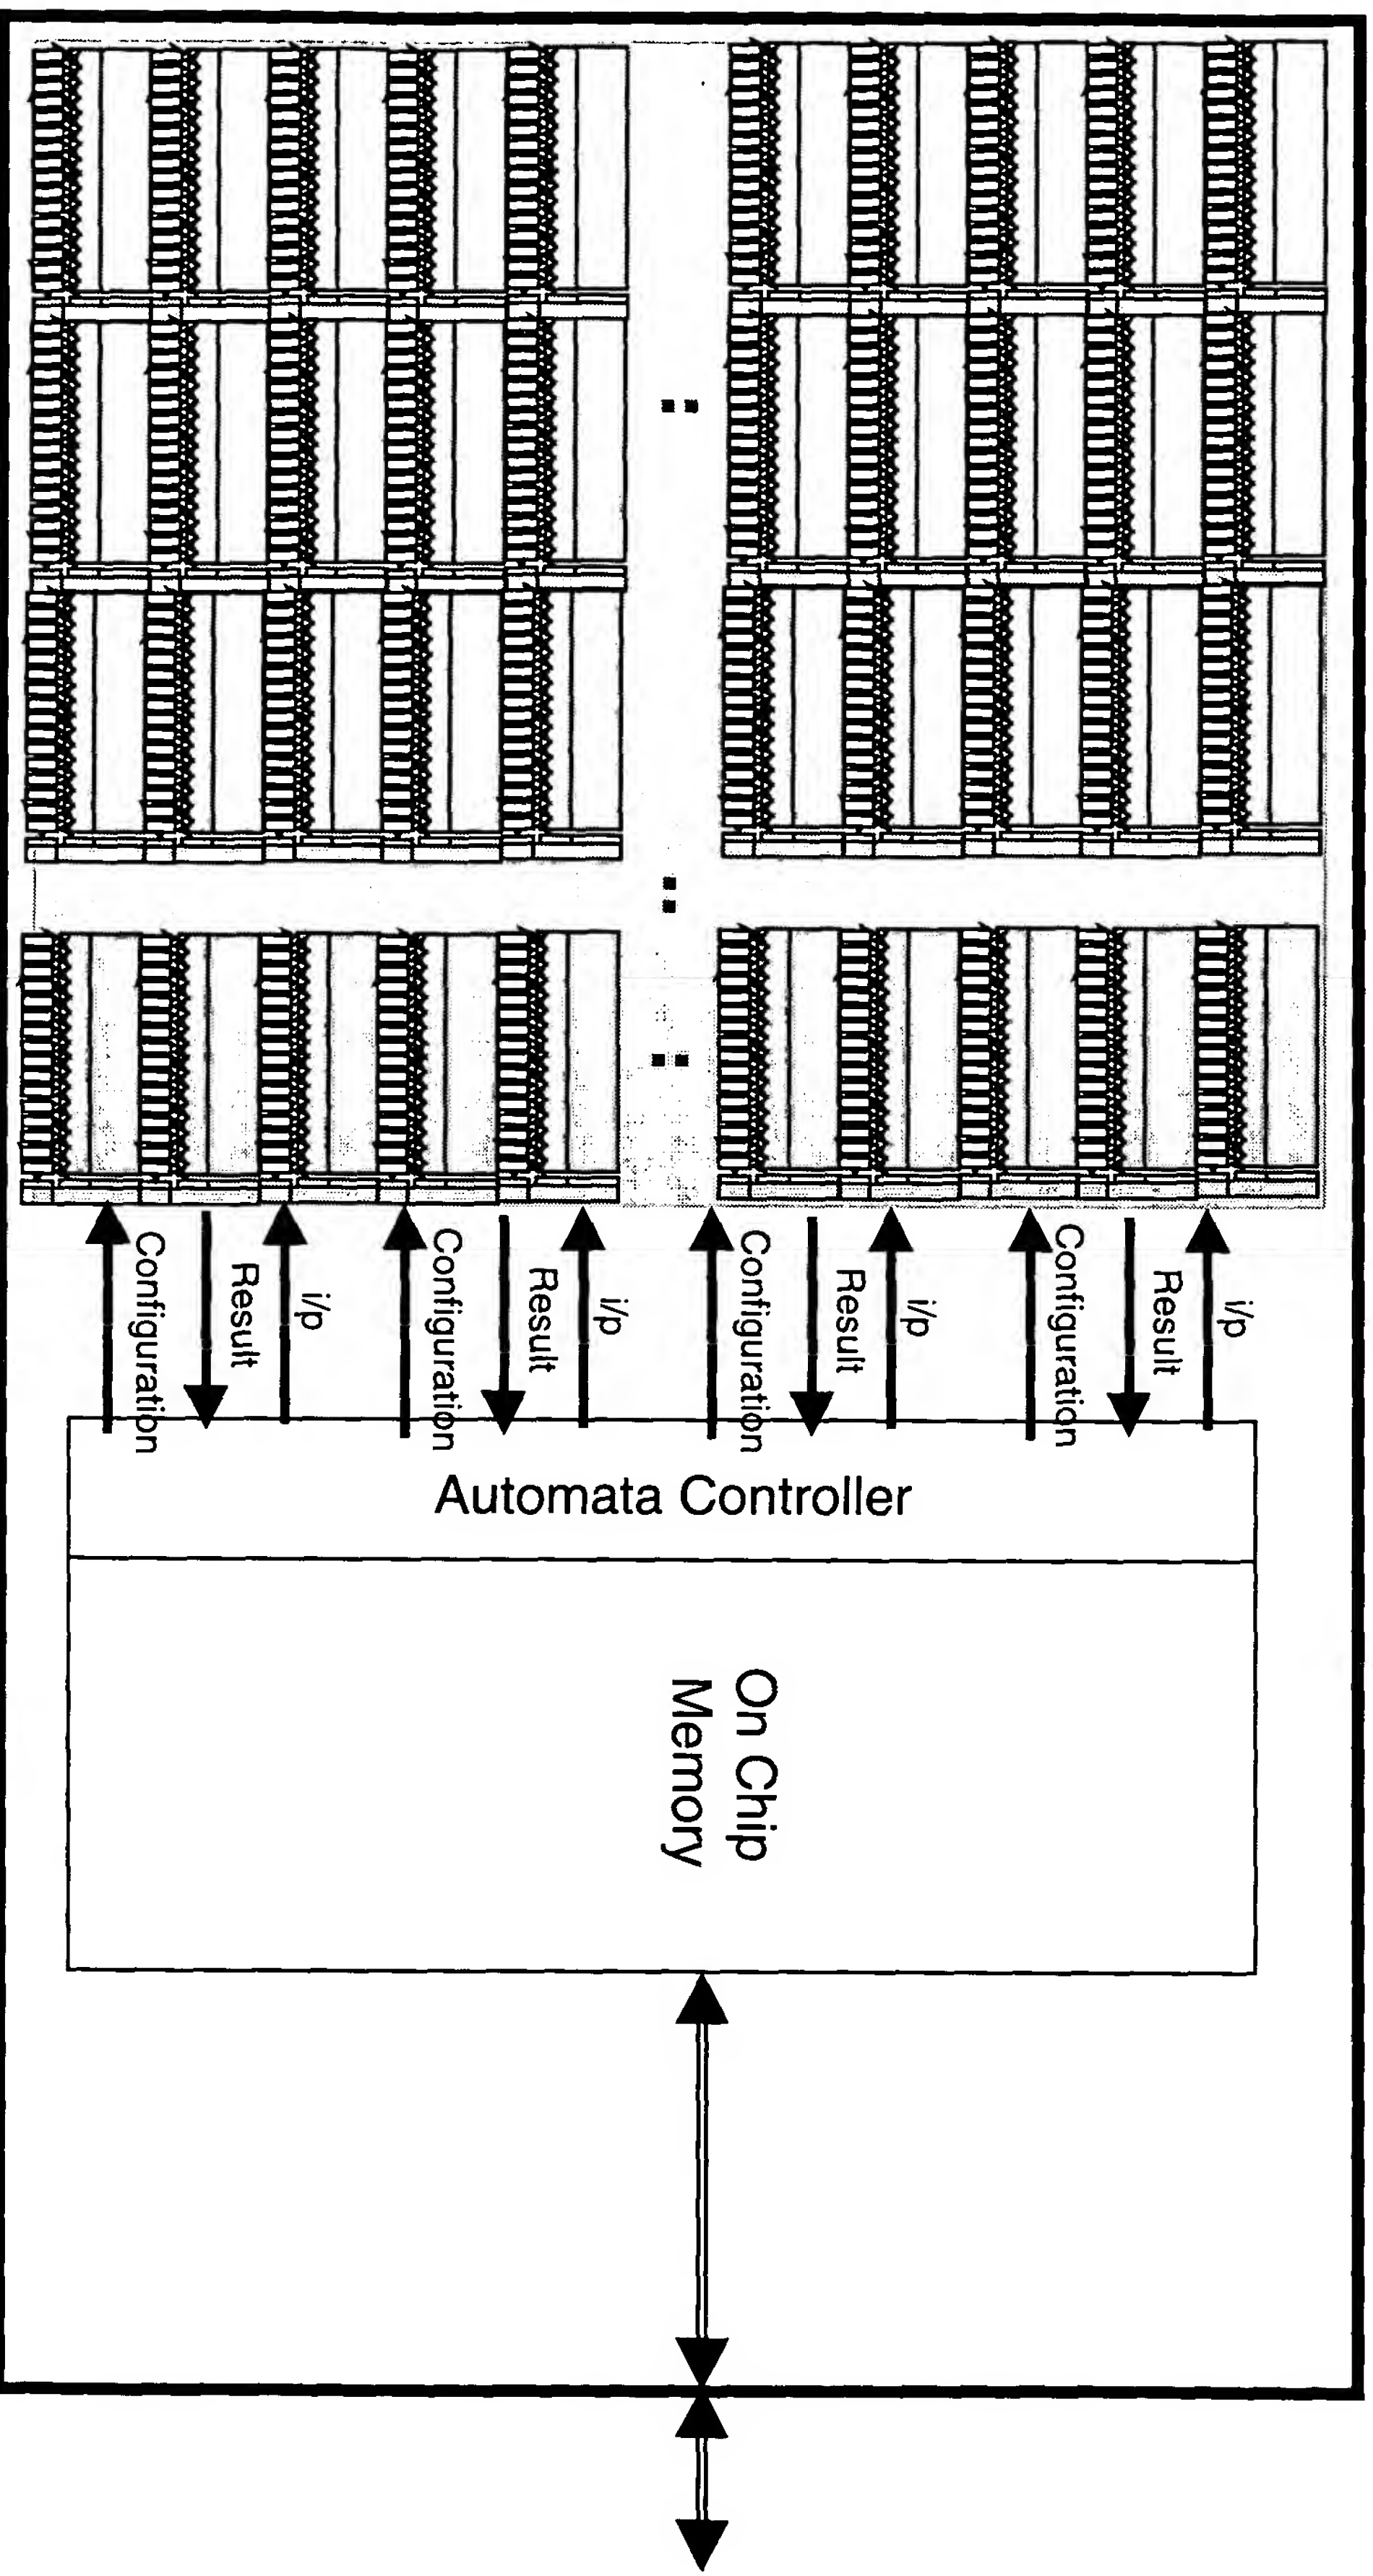 Configuration
Result
i/p
Configuration
Result
i/p
Configuration
Result
i/p
Configuration
Result
i/p
Automata Controller
On Chip
Memory